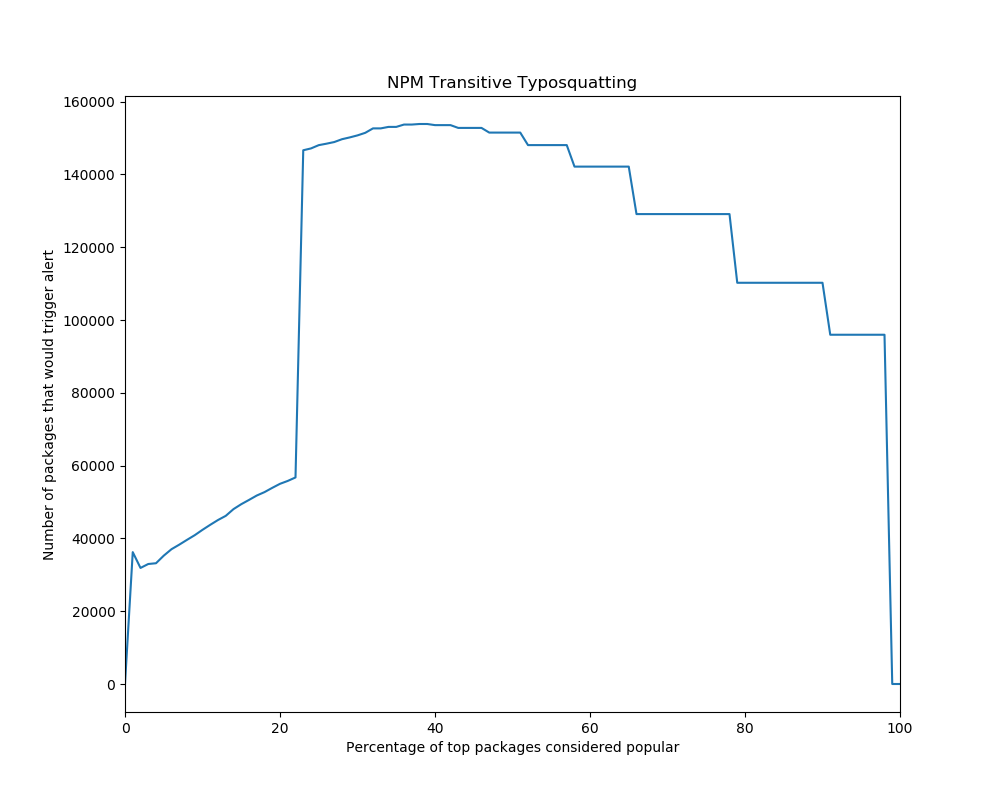 NPM Transitive Typosquatting
160000
140000
120000
100000
80000
60000
40000
20000
0
Number of packages that would trigger alert
0 20 40 60 80 100
Percentage of top packages considered popular